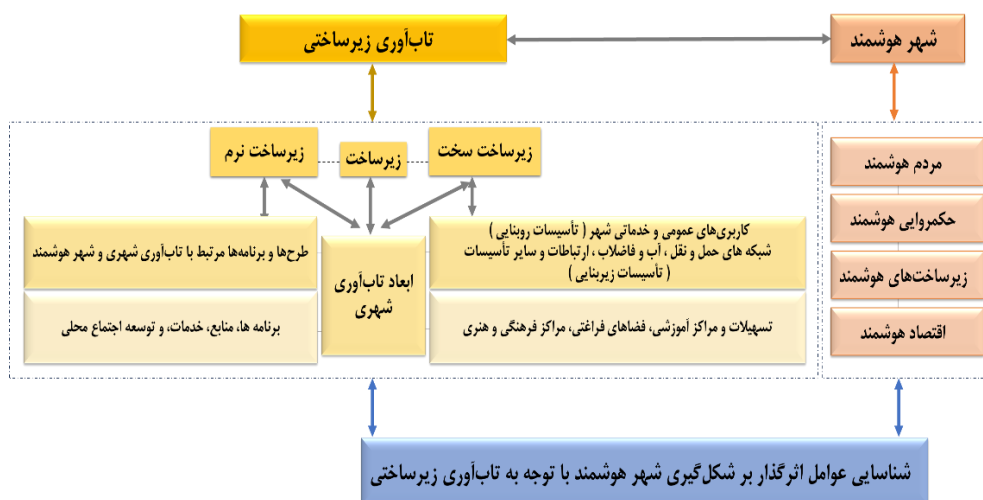 شهر هوشمند
تاب‌آوری زیرساختی
زیرساخت سخت
زیرساخت
زیرساخت نرم
مردم هوشمند
حکمروایی هوشمند
زیرساخت‌های هوشمند
اقتصاد هوشمند
کاربری‌های عمومی و خدماتی شهر ( تأسیسات روبنایی )
شبکه های حمل و نقل ، آب و فاضلاب ، ارتباطات و سایر تأسیسات
( تأسیسات زیربنایی )
تسهیلات و مراکز آموزشی، فضاهای فراغتی، مراکز فرهنگی و هنری
ابعاد تاب‌آوری
شهری
طرح‌ها و برنامه‌ها مرتبط با تاب‌آوری شهری و شهر هوشمند
برنامه ها، منابع، خدمات، و توسعه اجتماع محلی
شناسایی عوامل اثرگذار بر شکل‌گیری شهر هوشمند با توجه به تاب‌آوری زیرساختی